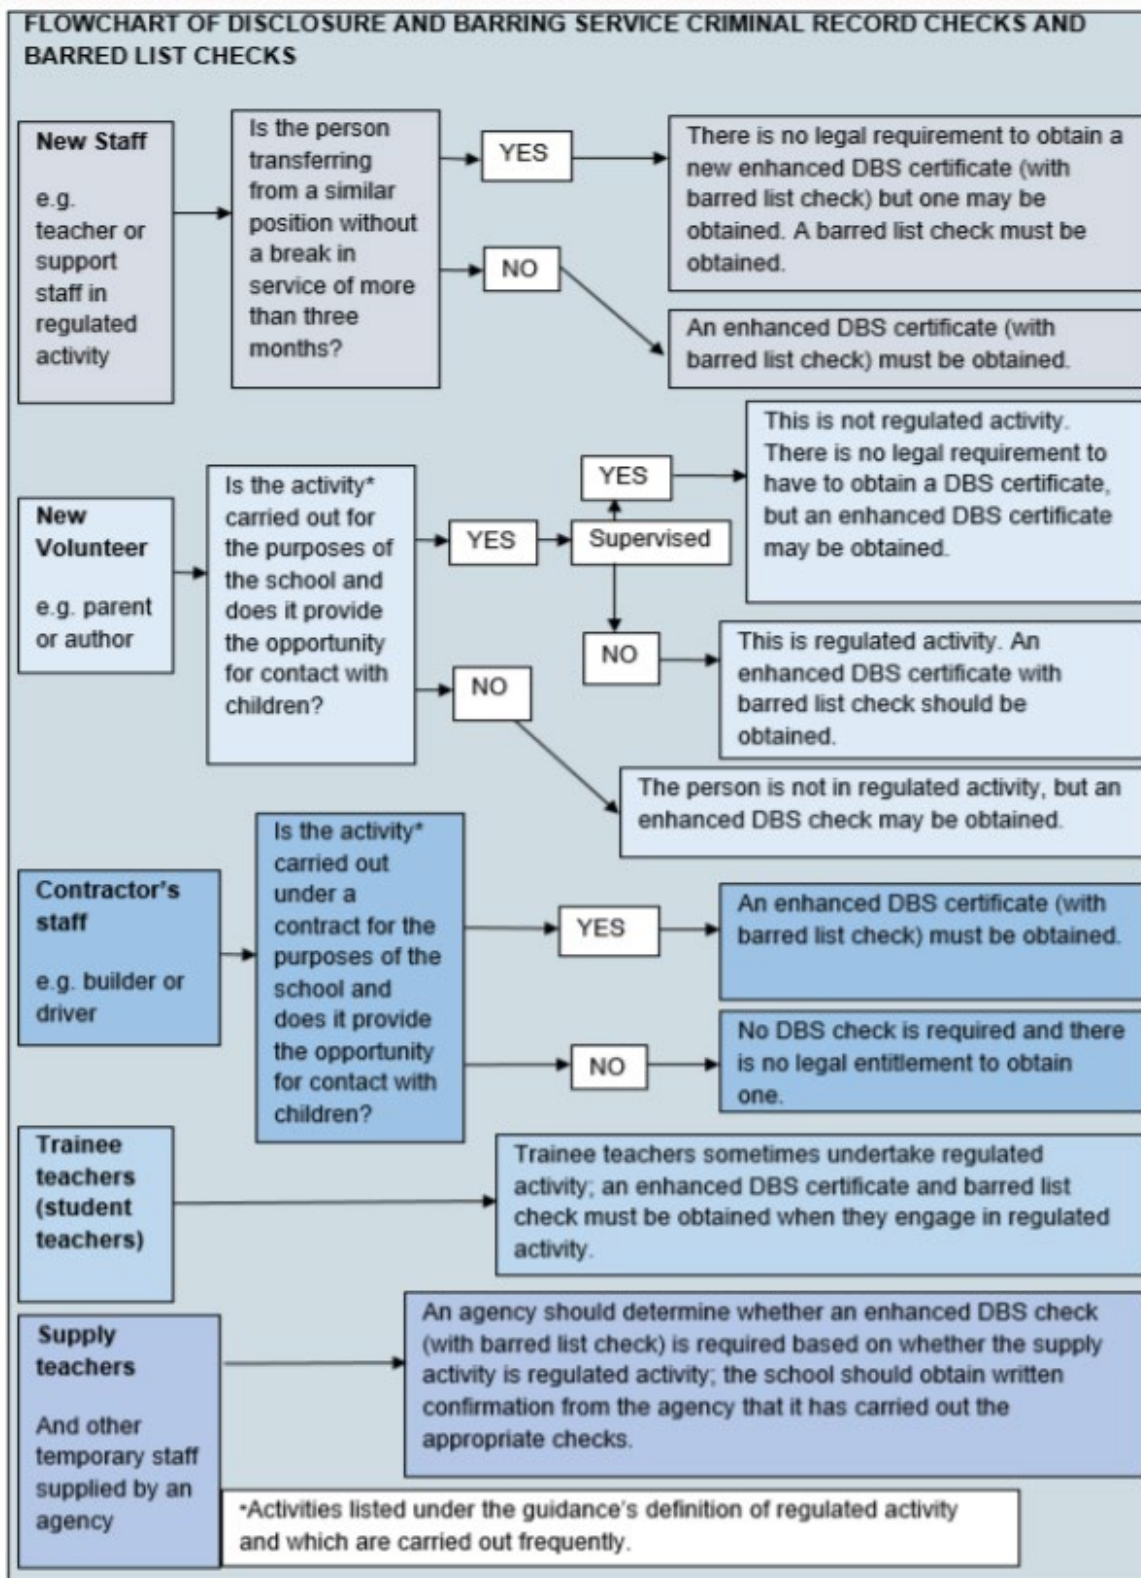 FLOWCHART OF DISCLOSURE AND BARRING SERVICE CRIMINAL RECORD CHECKS AND
BARRED LIST CHECKS
New Staff
e.g.
teacher or
support
staff in
regulated
activity
Is the person
transferring
from a similar
position without
a break in
service of more
than three
months?
YES
There is no legal requirement to obtain a
new enhanced DBS certificate (with
barred list check) but one may be
obtained. A barred list check must be
obtained.
NO
An enhanced DBS certificate (with
barred list check) must be obtained.
New
Volunteer
e.g. parent
or author
Is the activity*
carried out for
the purposes of
the school and
does it provide
the opportunity
for contact with
children?
YES
Supervised
YES
This is not regulated activity.
There is no legal requirement to
have to obtain a DBS certificate,
but an enhanced DBS certificate
may be obtained.
NO
This is regulated activity. An
enhanced DBS certificate with
barred list check should be
obtained.
NO
The person is not in regulated activity, but an
enhanced DBS check may be obtained.
Contractor's
staff
e.g. builder or
driver
Is the activity*
carried out
under a
contract for the
purposes of the
school and
does it provide
the opportunity
for contact with
children?
YES
An enhanced DBS certificate (with
barred list check) must be obtained.
NO
No DBS check is required and there
is no legal entitlement to obtain
one.
Trainee
teachers
(student
teachers)
Trainee teachers sometimes undertake regulated
activity; an enhanced DBS certificate and barred list
check must be obtained when they engage in regulated
activity.
Supply
teachers
And other
temporary staff
supplied by an
agency
An agency should determine whether an enhanced DBS check
(with barred list check) is required based on whether the supply
activity is regulated activity; the school should obtain written
confirmation from the agency that it has carried out the
appropriate checks.
*Activities listed under the guidance's definition of regulated activity
and which are carried out frequently.